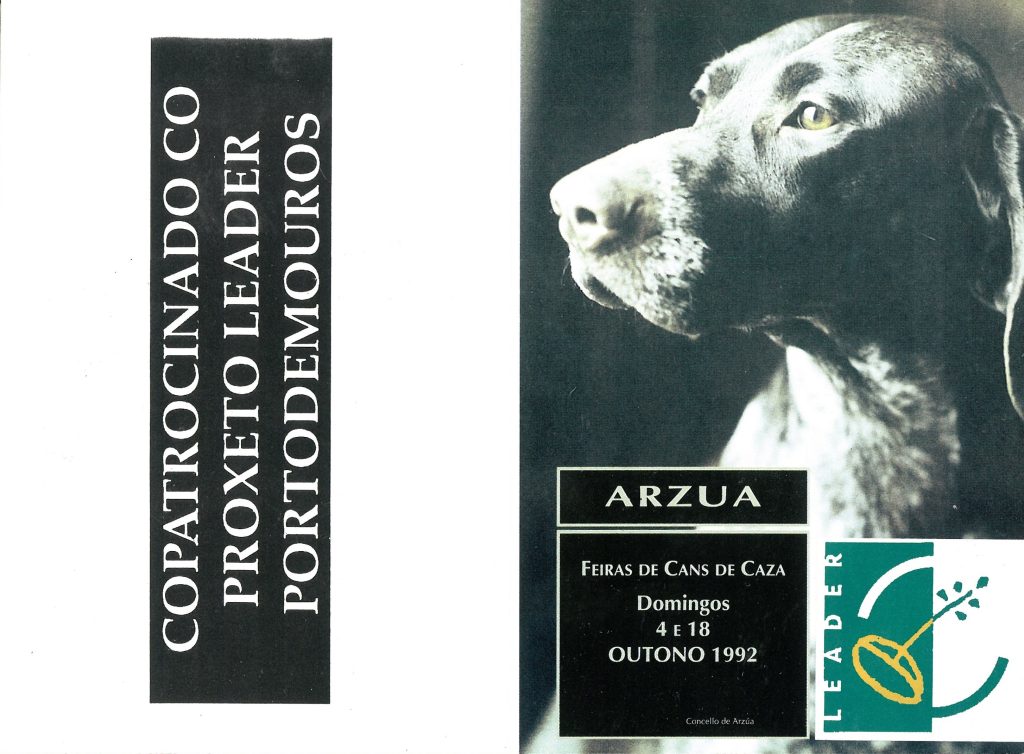 COPATROCINADO CO
PROXETO LEADER
PORTODEMOUROS
ARZUA
FEIRAS DE CANS DE CAZA
Domingos
4 E 18
OUTONO 1992
Concello de Arzúa
LEADER